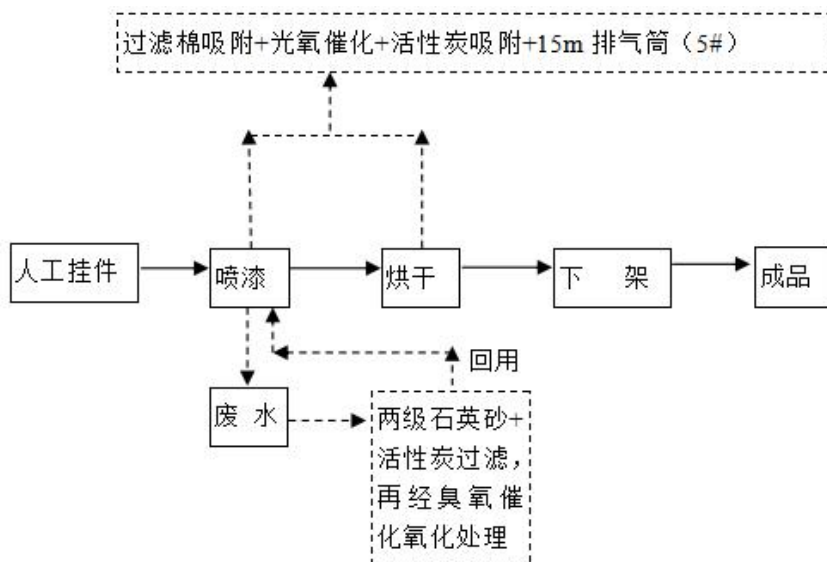 过滤棉吸附+光氧催化+活性炭吸附+15m 排气筒（5#）
人工挂件
喷漆
烘干
下 架
成品
回用
废 水
两级石英砂+
活性炭过滤，
再经臭氧催
化氧化处理